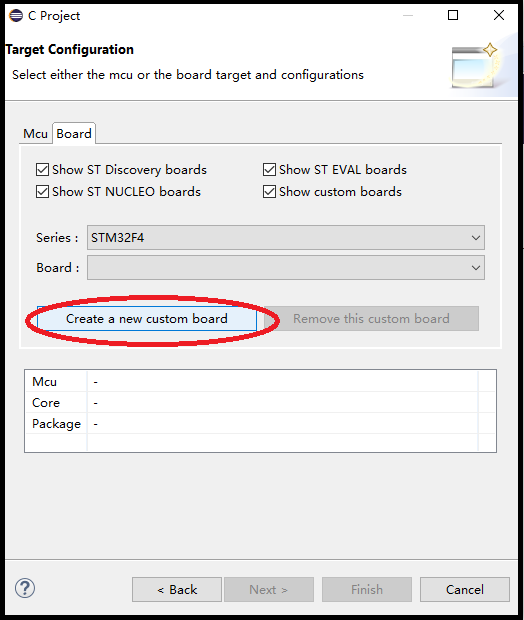 C Project
Target Configuration
Select either the mcu or the board target and configurations
Mcu Board
Show ST Discovery boards Show ST EVAL boards
Show ST NUCLEO boards Show custom boards
Series : STM32F4
Board :
Create a new custom board Remove this custom board
Mcu -
Core -
Package -
? < Back Next > Finish Cancel